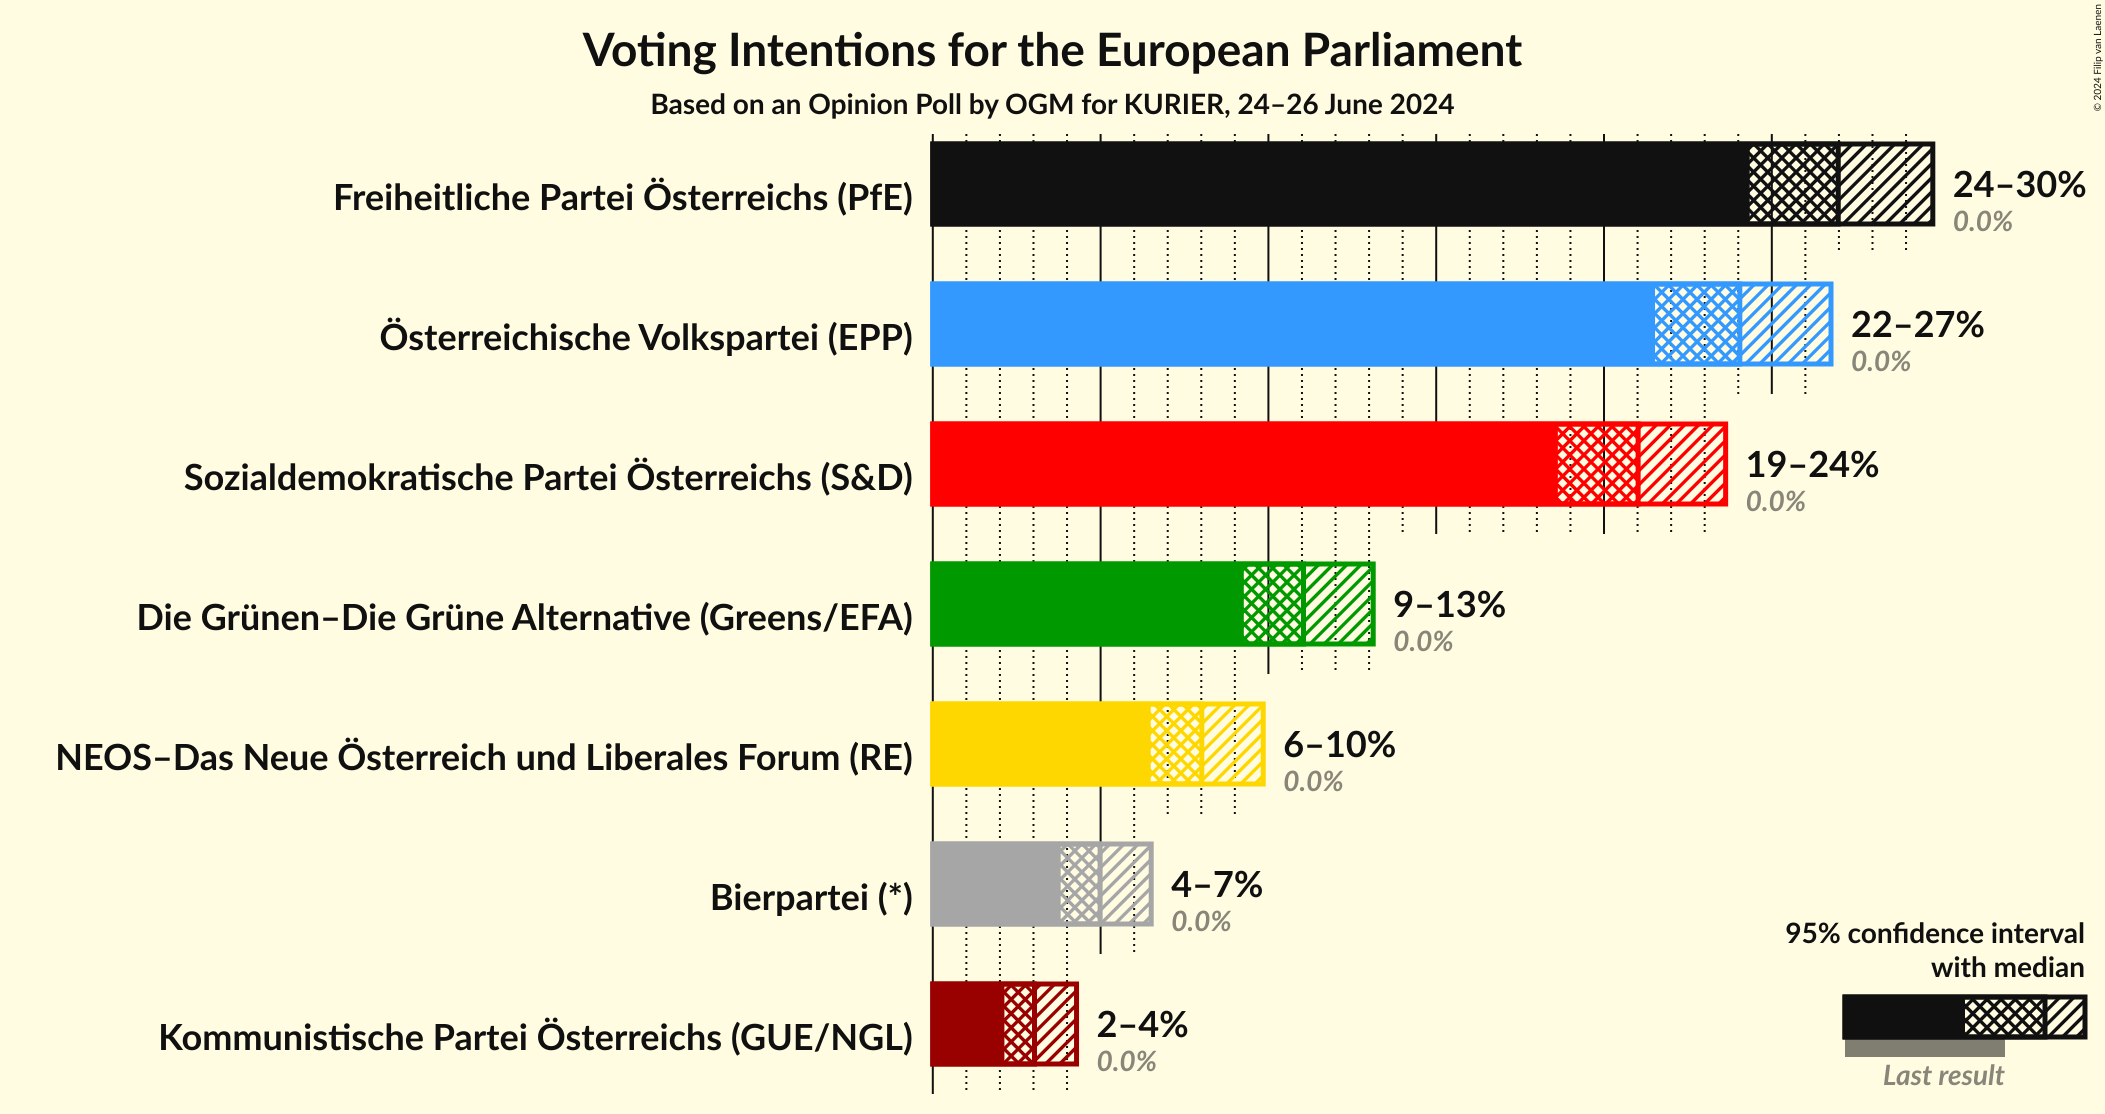 Voting Intentions for the European Parliament
Based on an Opinion Poll by OGM for KURIER, 24–26 June 2024
© 2024 Filip van Laenen
Freiheitliche Partei Österreichs (PfE)
24–30%
0.0%
Österreichische Volkspartei (EPP)
22–27%
0.0%
Sozialdemokratische Partei Österreichs (S&D)
19–24%
0.0%
Die Grünen–Die Grüne Alternative (Greens/EFA)
9–13%
0.0%
NEOS–Das Neue Österreich und Liberales Forum (RE)
6–10%
0.0%
Bierpartei (*)
4–7%
0.0%
Kommunistische Partei Österreichs (GUE/NGL)
2–4%
0.0%
95% confidence interval
with median
Last result